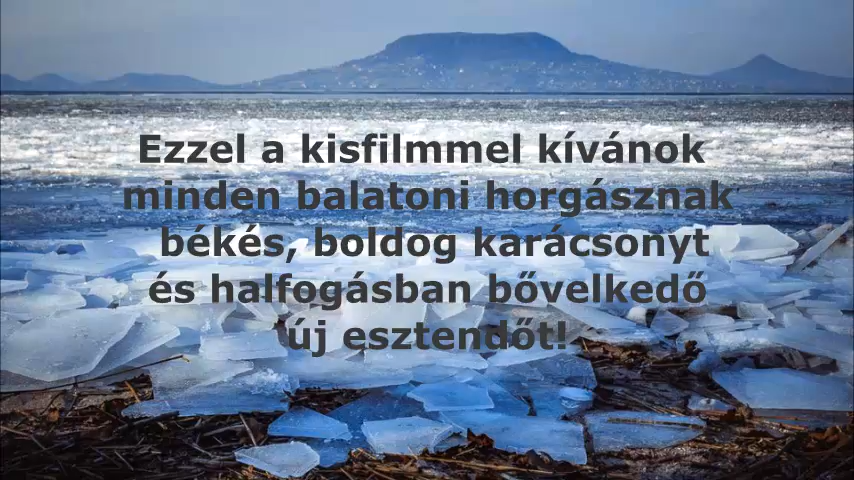 Ezzel a kisfilmmel kívánok
minden balatoni horgásznak
békés, boldog karácsonyt
és halfogásban bővelkedő
új esztendőt!